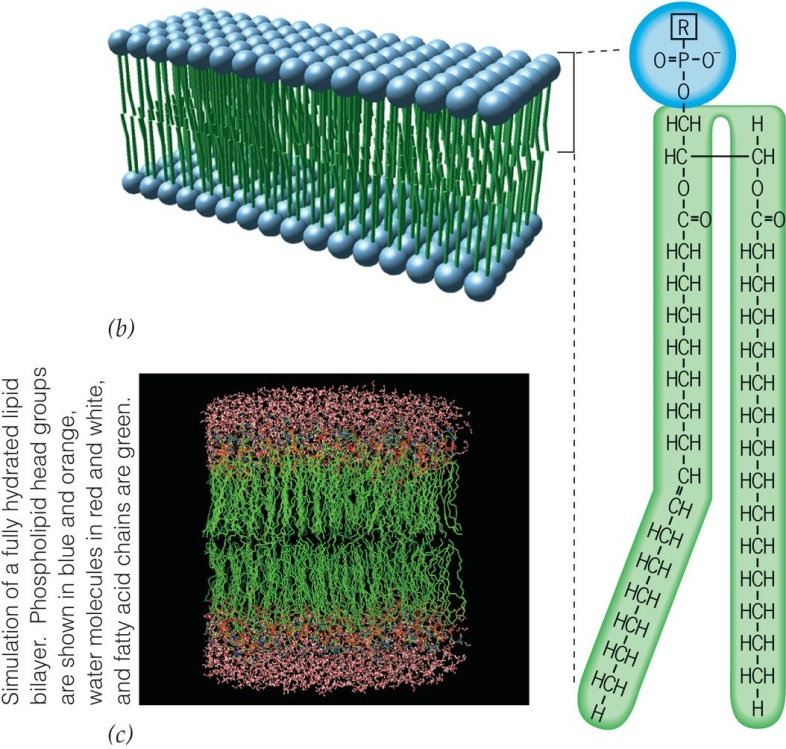 (b)
Simulation of a fully hydrated lipid
bilayer.  Phospholipid head groups
are shown in blue and orange,
water molecules in red and white,
and fatty acid chains are green.
(c)
R
O=P-O−
O
HCH H
HC CH
O O
C=O C=O
HCH HCH
HCH HCH
HCH HCH
HCH HCH
HCH HCH
HCH HCH
HCH HCH
CH HCH
CH HCH
HCH HCH
HCH HCH
HCH HCH
HCH HCH
HCH HCH
HCH HCH
H H